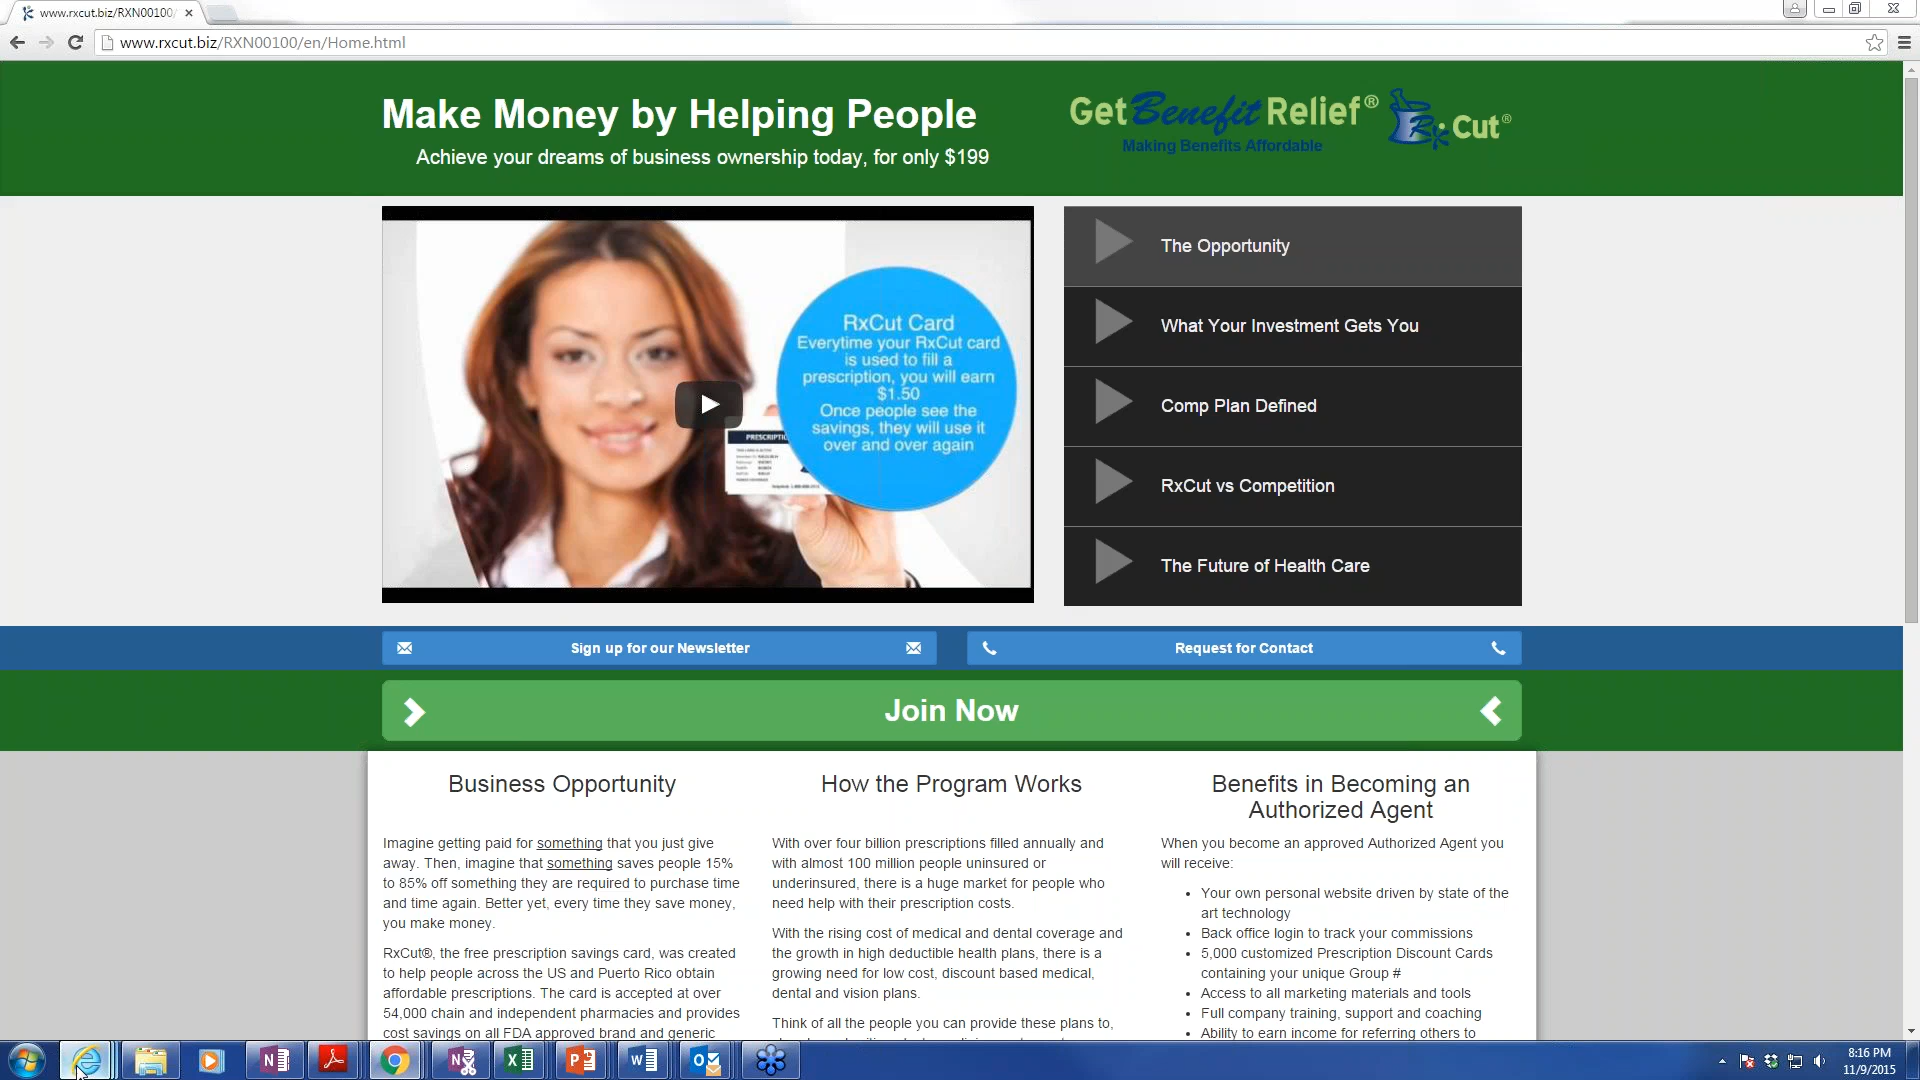 www.rxcut.biz/RXN00100/
www.rxcut.biz/RXN00100/en/Home.html
Make Money by Helping People
Achieve your dreams of business ownership today, for only $199
Get Benefit Relief®
Making Benefits Affordable
Rx Cut®
RxCut Card
Everytime your RxCut card
is used to fill a
prescription, you will earn
$1.50
Once people see the
savings, they will use it
over and over again
The Opportunity
What Your Investment Gets You
Comp Plan Defined
RxCut vs Competition
The Future of Health Care
Sign up for our Newsletter
Request for Contact
Join Now
Business Opportunity
Imagine getting paid for something that you just give
away. Then, imagine that something saves people 15%
to 85% off something they are required to purchase time
and time again. Better yet, every time they save money,
you make money.
RxCut®, the free prescription savings card, was created
to help people across the US and Puerto Rico obtain
affordable prescriptions. The card is accepted at over
54,000 chain and independent pharmacies and provides
cost savings on all FDA approved brand and generic
How the Program Works
With over four billion prescriptions filled annually and
with almost 100 million people uninsured or
underinsured, there is a huge market for people who
need help with their prescription costs.
With the rising cost of medical and dental coverage and
the growth in high deductible health plans, there is a
growing need for low cost, discount based medical,
dental and vision plans.
Think of all the people you can provide these plans to,
Benefits in Becoming an
Authorized Agent
When you become an approved Authorized Agent you
will receive:
• Your own personal website driven by state of the
art technology
• Back office login to track your commissions
• 5,000 customized Prescription Discount Cards
containing your unique Group #
• Access to all marketing materials and tools
• Full company training, support and coaching
• Ability to earn income for referring others to
8:16 PM
11/9/2015